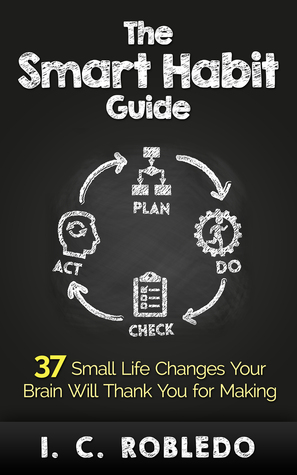 The
Smart Habit
Guide
PLAN
ACT
DO
CHECK
37 Small Life Changes Your
Brain Will Thank You for Making
I. C. ROBLEDO